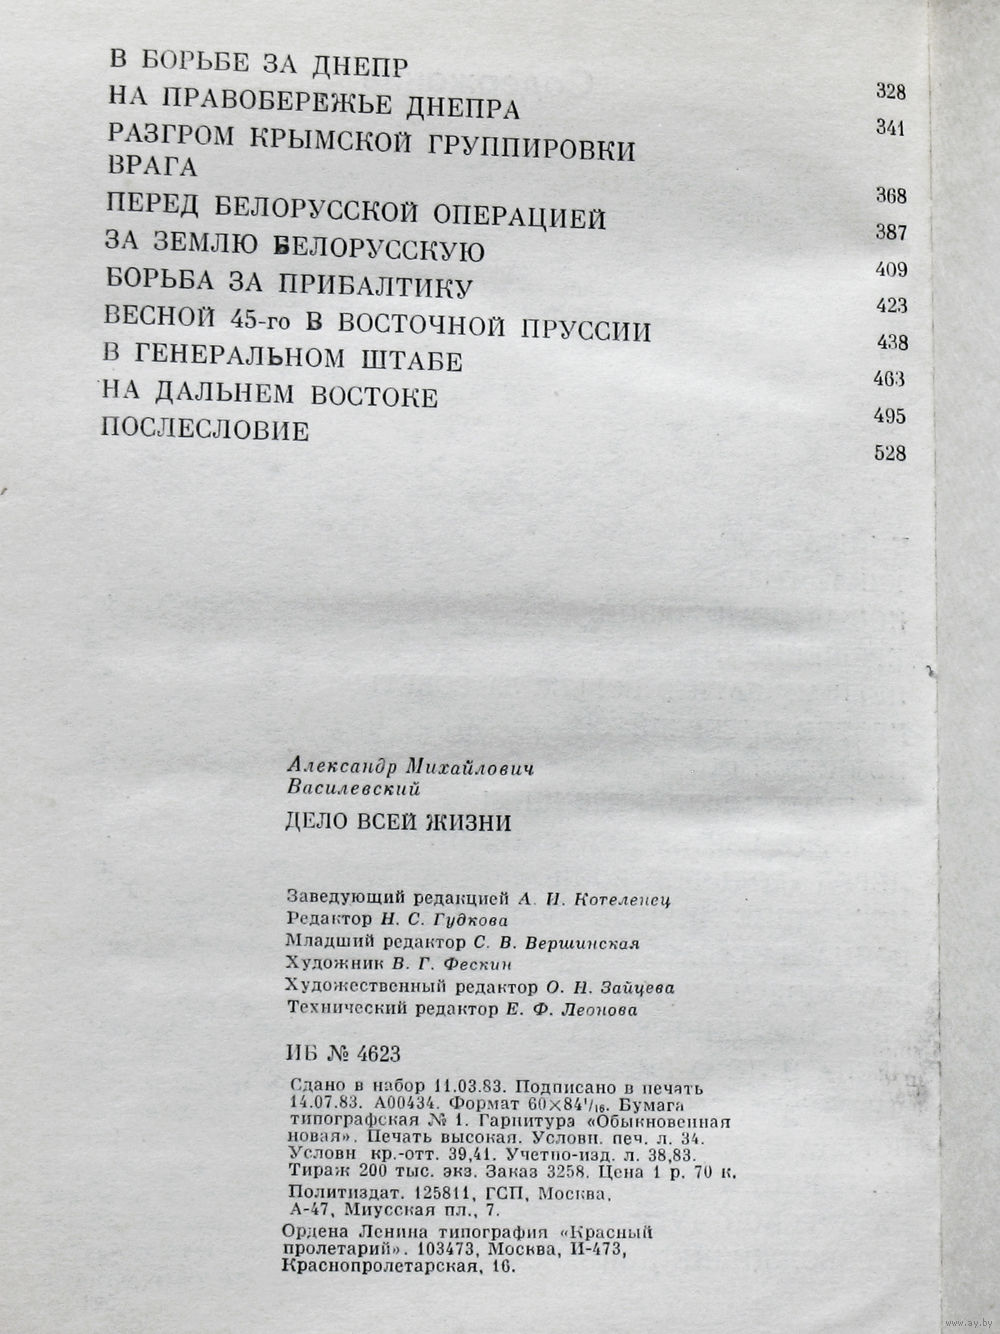 В БОРЬБЕ ЗА ДНЕПР 328
НА ПРАВОБЕРЕЖЬЕ ДНЕПРА 341
РАЗГРОМ КРЫМСКОЙ ГРУППИРОВКИ
ВРАГА 368
ПЕРЕД БЕЛОРУССКОЙ ОПЕРАЦИЕЙ 387
ЗА ЗЕМЛЮ БЕЛОРУССКУЮ 409
БОРЬБА ЗА ПРИБАЛТИКУ 423
ВЕСНОЙ 45-го В ВОСТОЧНОЙ ПРУССИИ 438
В ГЕНЕРАЛЬНОМ ШТАБЕ 463
НА ДАЛЬНЕМ ВОСТОКЕ 495
ПОСЛЕСЛОВИЕ 528
Александр Михайлович
Василевский
ДЕЛО ВСЕЙ ЖИЗНИ
Заведующий редакцией А. И. Котеленец
Редактор Н. С. Гудкова
Младший редактор С. В. Вершинская
Художник В. Г. Фескин
Художественный редактор О. Н. Зайцева
Технический редактор Е. Ф. Леонова
ИБ № 4623
Сдано в набор 11.03.83. Подписано в печать
14.07.83. А00434. Формат 60×84¹/₁₆. Бумага
типографская № 1. Гарнитура «Обыкновенная
новая». Печать высокая. Условн. печ. л. 34.
Условн кр.-отт. 39,41. Учетно-изд. л. 38,83.
Тираж 200 тыс. экз. Заказ 3258. Цена 1 р. 70 к.
Политиздат. 125811, ГСП, Москва,
А-47, Миусская пл., 7.
Ордена Ленина типография «Красный
пролетарий». 103473, Москва, И-473,
Краснопролетарская, 16.
www.ay.by